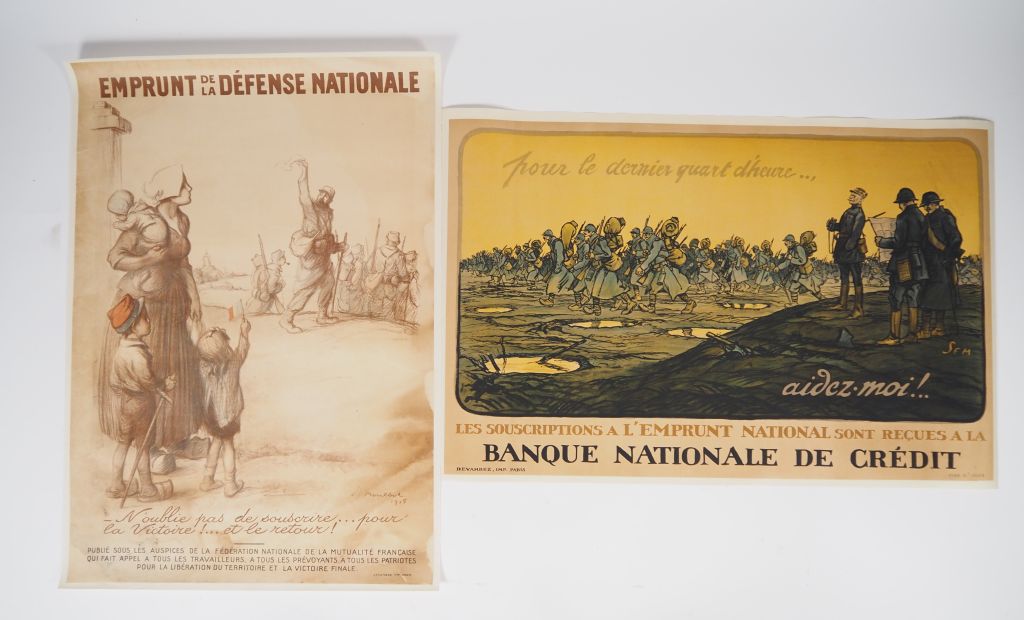 EMPRUNT DE LA DÉFENSE NATIONALE
— N'oublie pas de souscrire... pour
la Victoire !... et le retour !
PUBLIÉ SOUS LES AUSPICES DE LA FÉDÉRATION NATIONALE DE LA MUTUALITÉ FRANÇAISE
QUI FAIT APPEL A TOUS LES TRAVAILLEURS, A TOUS LES PRÉVOYANTS, A TOUS LES PATRIOTES
POUR LA LIBÉRATION DU TERRITOIRE ET LA VICTOIRE FINALE.
pour le dernier quart d'heure...
SEM
aidez-moi!..
LES SOUSCRIPTIONS A L'EMPRUNT NATIONAL SONT REÇUES A LA
BANQUE NATIONALE DE CRÉDIT
DEVAMBEZ, IMP. PARIS